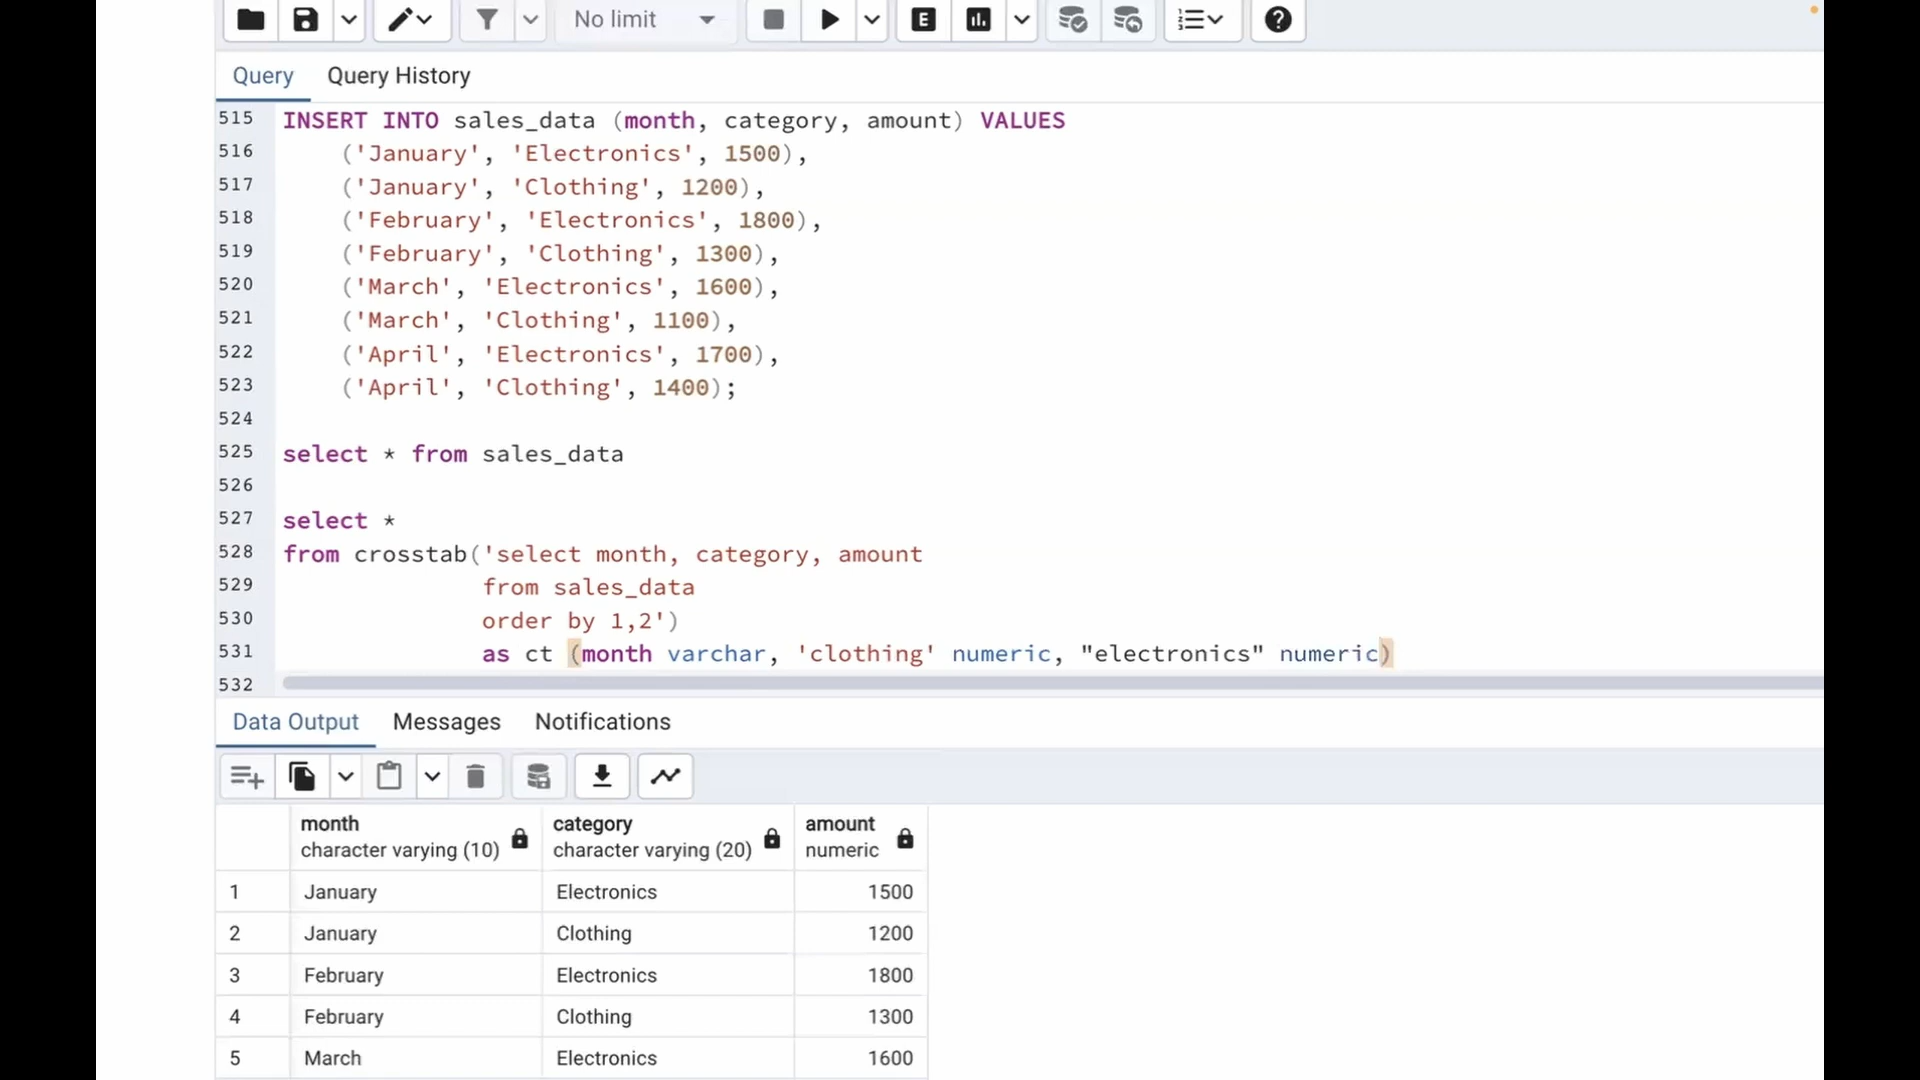 No limit
Query Query History
515 INSERT INTO sales_data (month, category, amount) VALUES
516 ('January', 'Electronics', 1500),
517 ('January', 'Clothing', 1200),
518 ('February', 'Electronics', 1800),
519 ('February', 'Clothing', 1300),
520 ('March', 'Electronics', 1600),
521 ('March', 'Clothing', 1100),
522 ('April', 'Electronics', 1700),
523 ('April', 'Clothing', 1400);
524
525 select * from sales_data
526
527 select *
528 from crosstab('select month, category, amount
529 from sales_data
530 order by 1,2')
531 as ct (month varchar, 'clothing' numeric, "electronics" numeric)
532
Data Output Messages Notifications
month category amount
character varying (10) character varying (20) numeric
1 January Electronics 1500
2 January Clothing 1200
3 February Electronics 1800
4 February Clothing 1300
5 March Electronics 1600